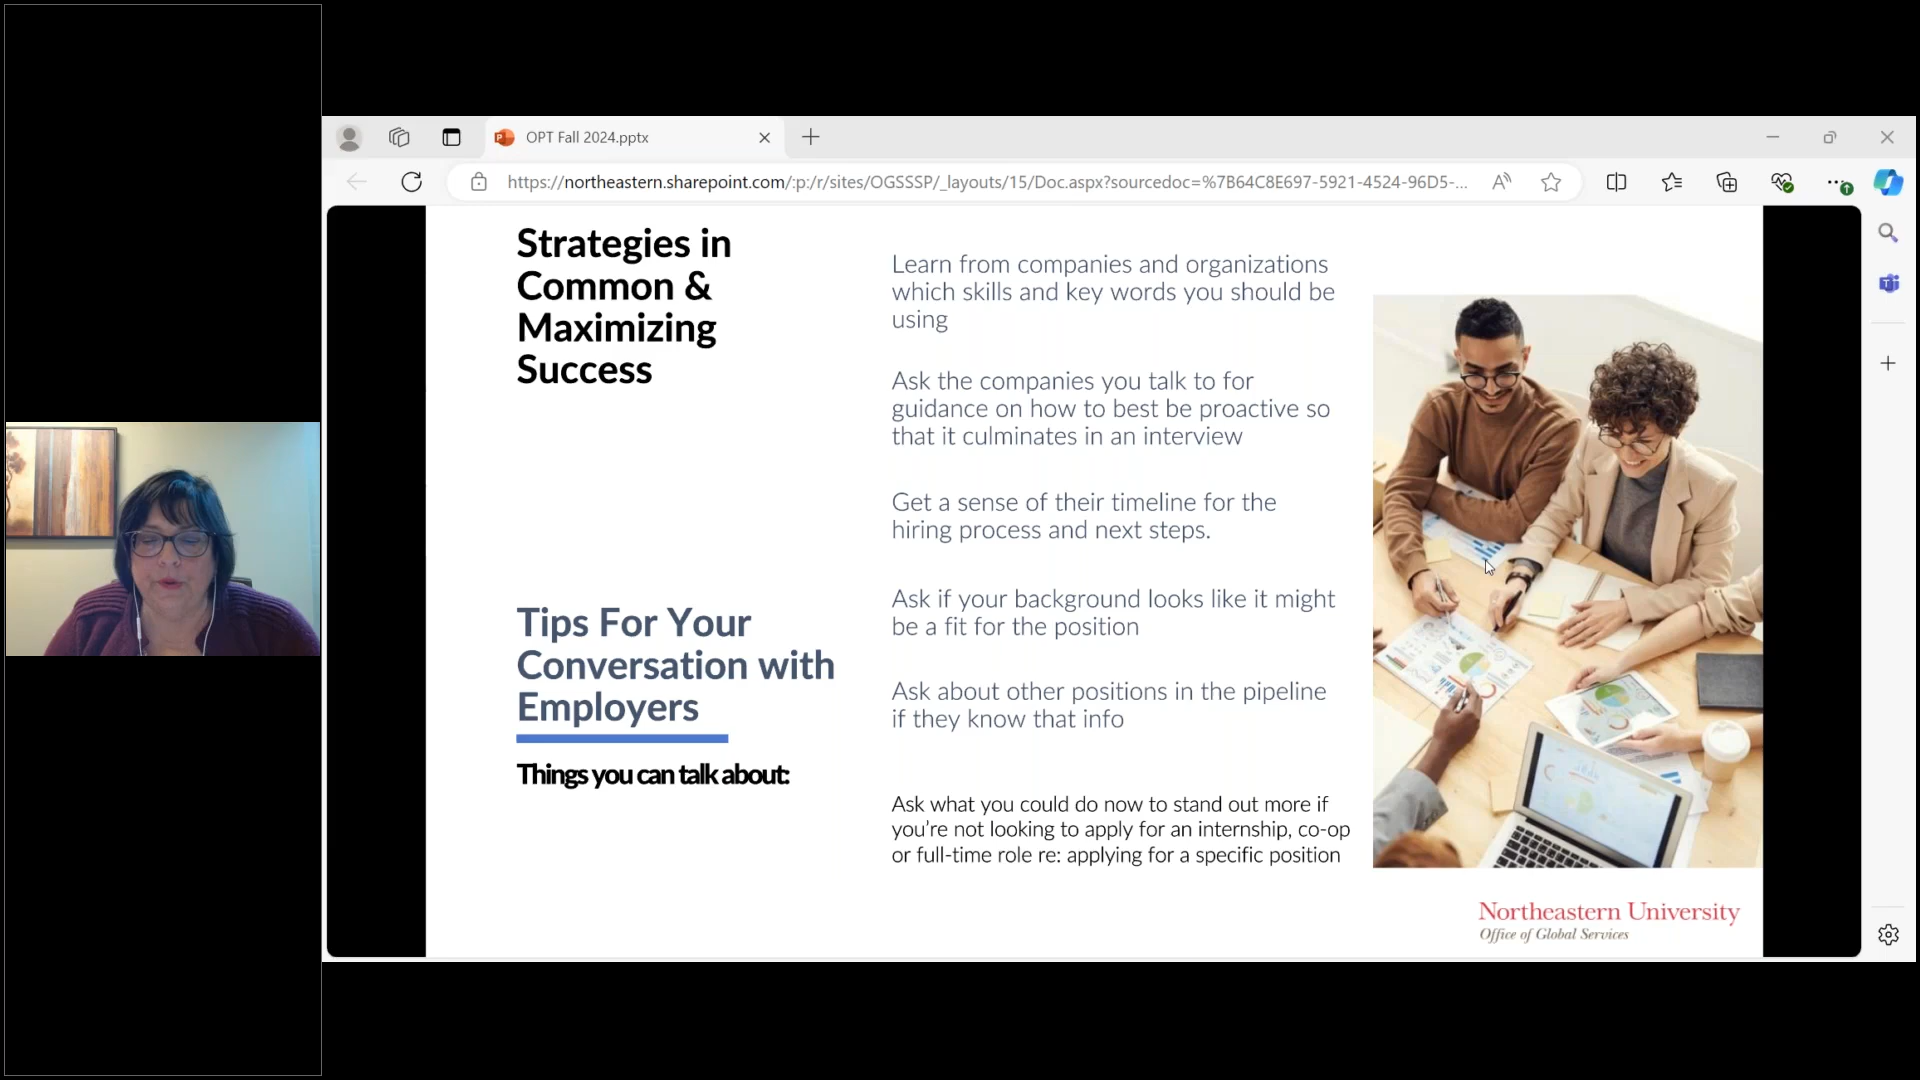 OPT Fall 2024.pptx
https://northeastern.sharepoint.com/:p:/r/sites/OGSSSP/_layouts/15/Doc.aspx?sourcedoc=%7B64C8E697-5921-4524-96D5-...
Strategies in
Common &
Maximizing
Success
Tips For Your
Conversation with
Employers
Things you can talk about:
Learn from companies and organizations
which skills and key words you should be
using
Ask the companies you talk to for
guidance on how to best be proactive so
that it culminates in an interview
Get a sense of their timeline for the
hiring process and next steps.
Ask if your background looks like it might
be a fit for the position
Ask about other positions in the pipeline
if they know that info
Ask what you could do now to stand out more if
you’re not looking to apply for an internship, co-op
or full-time role re: applying for a specific position
Northeastern University
Office of Global Services